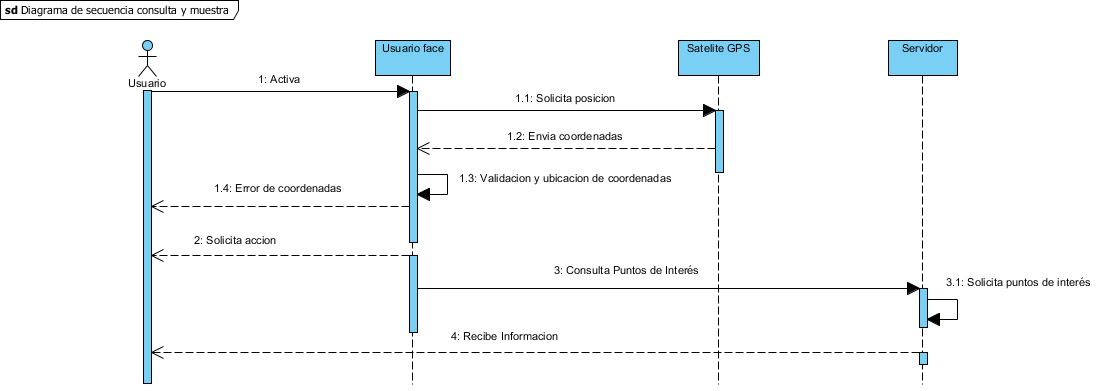 sd Diagrama de secuencia consulta y muestra
Usuario face
Satelite GPS
Servidor
Usuario
1: Activa
1.1: Solicita posicion
1.2: Envia coordenadas
1.3: Validacion y ubicacion de coordenadas
1.4: Error de coordenadas
2: Solicita accion
3: Consulta Puntos de Interés
3.1: Solicita puntos de interés
4: Recibe Informacion